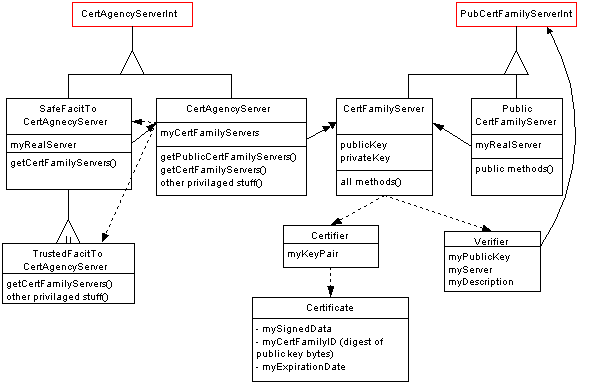 CertAgencyServerInt
PubCertFamilyServerInt
SafeFacitTo
CertAgnecyServer
myRealServer
getCertFamilyServers()
CertAgencyServer
myCertFamilyServers
getPublicCertFamilyServers()
getCertFamilyServers()
other privilaged stuff()
CertFamilyServer
publicKey
privateKey
all methods()
Public
CertFamilyServer
myRealServer
public methods()
TrustedFacitTo
CertAgencyServer
getCertFamilyServers()
other privilaged stuff()
Certifier
myKeyPair
Verifier
myPublicKey
myServer
myDescription
Certificate
- mySignedData
- myCertFamilyID (digest of
public key bytes)
- myExpirationDate